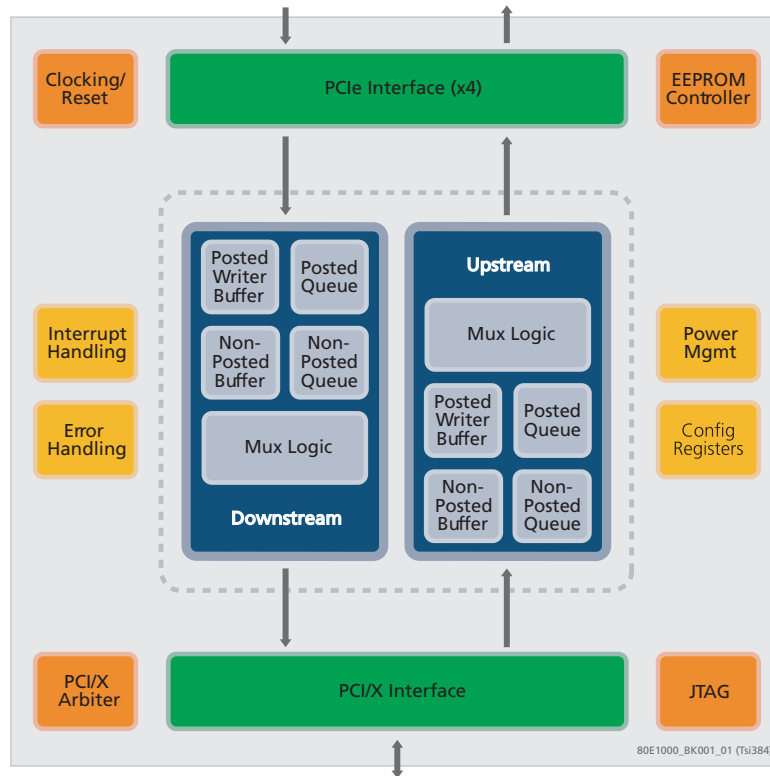 Clocking/
Reset
PCIe Interface (x4)
EEPROM
Controller
Posted
Writer
Buffer
Posted
Queue
Non-
Posted
Buffer
Non-
Posted
Queue
Mux Logic
Downstream
Upstream
Mux Logic
Posted
Writer
Buffer
Posted
Queue
Non-
Posted
Buffer
Non-
Posted
Queue
Interrupt
Handling
Error
Handling
Power
Mgmt
Config
Registers
PCI/X
Arbiter
PCI/X Interface
JTAG
80E1000_BK001_01 (Tsi384)